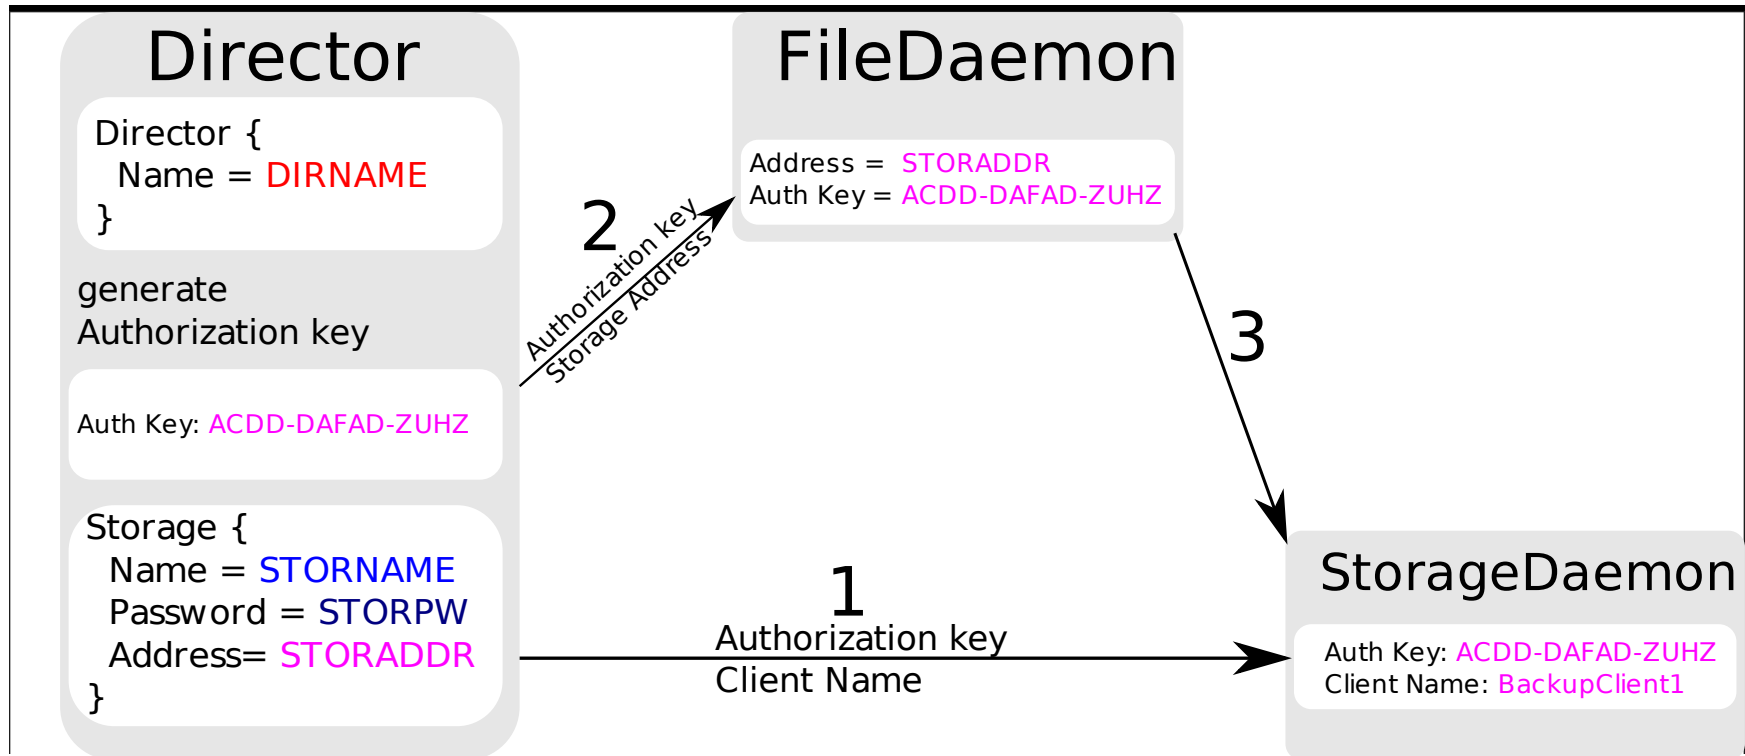 Director
Director {
Name = DIRNAME
}
generate
Authorization key
Auth Key: ACDD-DAFAD-ZUHZ
Storage {
Name = STORNAME
Password = STORPW
Address= STORADDR
}
2
Authorization key
Storage Address
FileDaemon
Address = STORADDR
Auth Key = ACDD-DAFAD-ZUHZ
3
1
Authorization key
Client Name
StorageDaemon
Auth Key: ACDD-DAFAD-ZUHZ
Client Name: BackupClient1